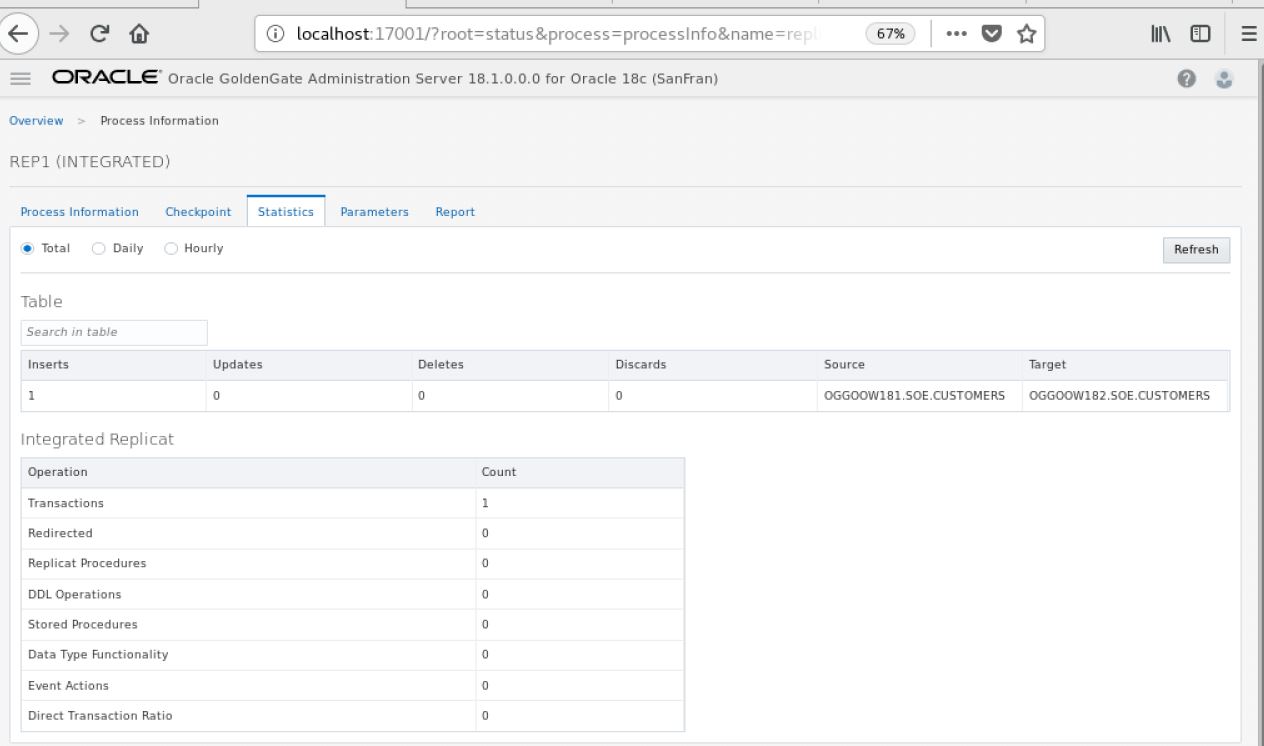 localhost:17001/?root=status&process=processInfo&name=repl
67%
ORACLE Oracle GoldenGate Administration Server 18.1.0.0.0 for Oracle 18c (SanFran)
Overview > Process Information
REP1 (INTEGRATED)
Process Information Checkpoint Statistics Parameters Report
Total Daily Hourly Refresh
Table
Search in table
Inserts Updates Deletes Discards Source Target
1 0 0 0 OGGOOW181.SOE.CUSTOMERS OGGOOW182.SOE.CUSTOMERS
Integrated Replicat
Operation Count
Transactions 1
Redirected 0
Replicat Procedures 0
DDL Operations 0
Stored Procedures 0
Data Type Functionality 0
Event Actions 0
Direct Transaction Ratio 0